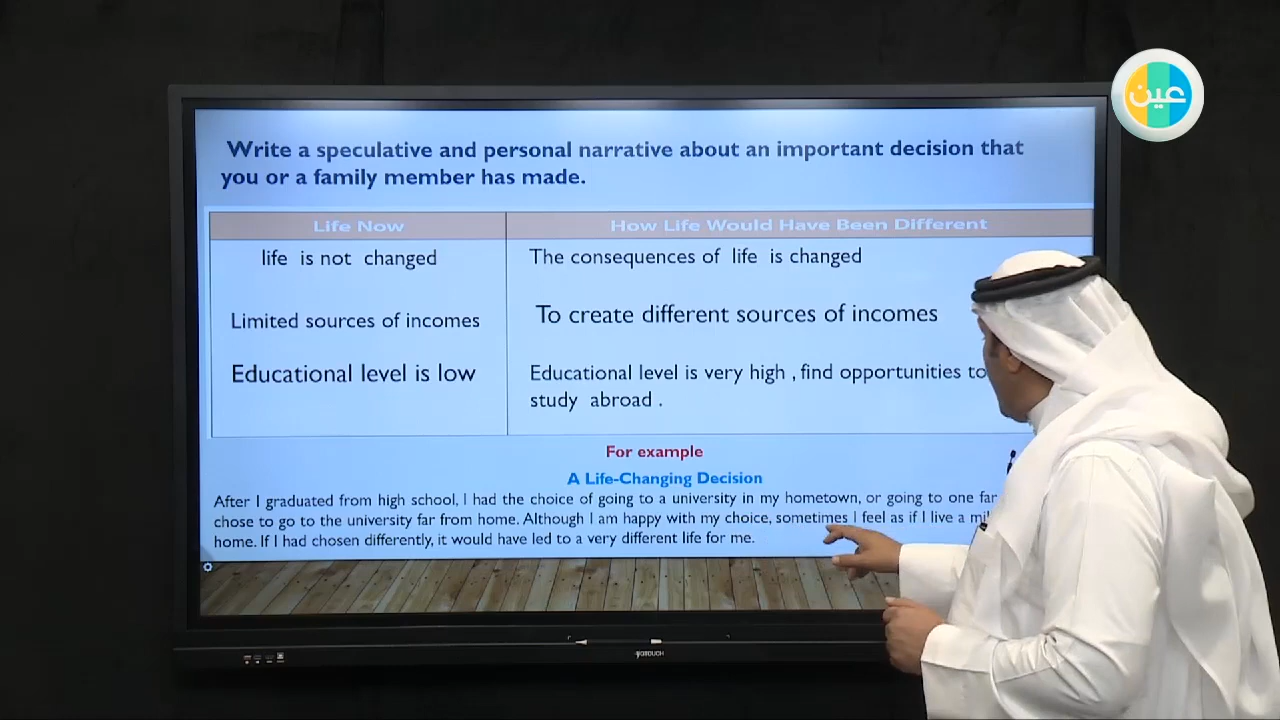 عين
Write a speculative and personal narrative about an important decision that
you or a family member has made.
Life Now
How Life Would Have Been Different
life is not changed
The consequences of life is changed
Limited sources of incomes
To create different sources of incomes
Educational level is low
Educational level is very high , find opportunities to
study abroad .
For example
A Life-Changing Decision
After I graduated from high school, I had the choice of going to a university in my hometown, or going to one far
chose to go to the university far from home. Although I am happy with my choice, sometimes I feel as if I live a
home. If I had chosen differently, it would have led to a very different life for me.